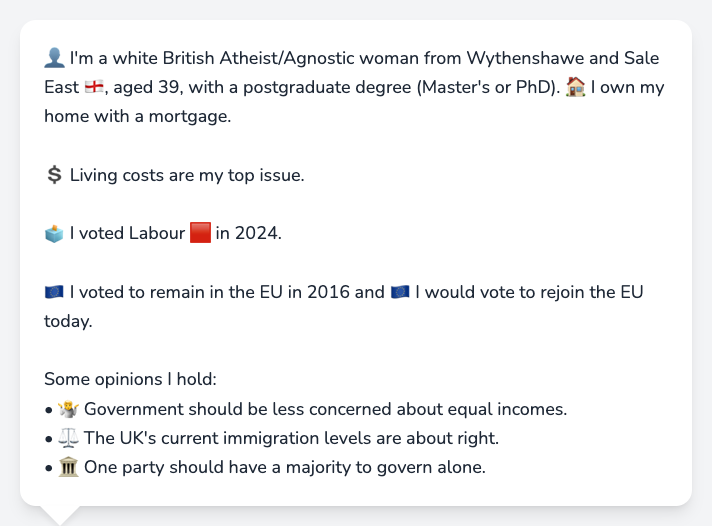 👤 I'm a white British Atheist/Agnostic woman from Wythenshawe and Sale
East 🏴󠁧󠁢󠁥󠁮󠁧󠁿, aged 39, with a postgraduate degree (Master's or PhD). 🏠 I own my
home with a mortgage.
💲 Living costs are my top issue.
🗳️ I voted Labour 🟥 in 2024.
🇪🇺 I voted to remain in the EU in 2016 and 🇪🇺 I would vote to rejoin the EU
today.
Some opinions I hold:
• 🤷 Government should be less concerned about equal incomes.
• ⚖️ The UK's current immigration levels are about right.
• 🏛️ One party should have a majority to govern alone.